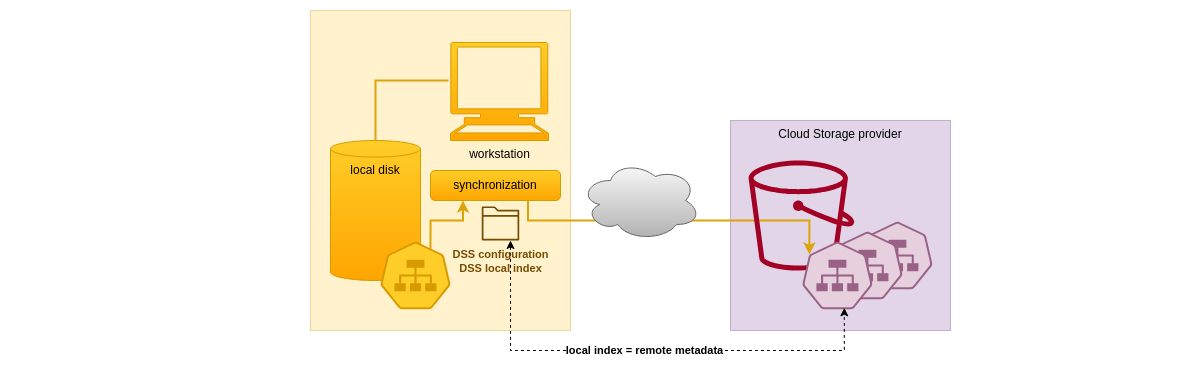 Cloud Storage provider
workstation
local disk
synchronization
DSS configuration
DSS local index
local index = remote metadata